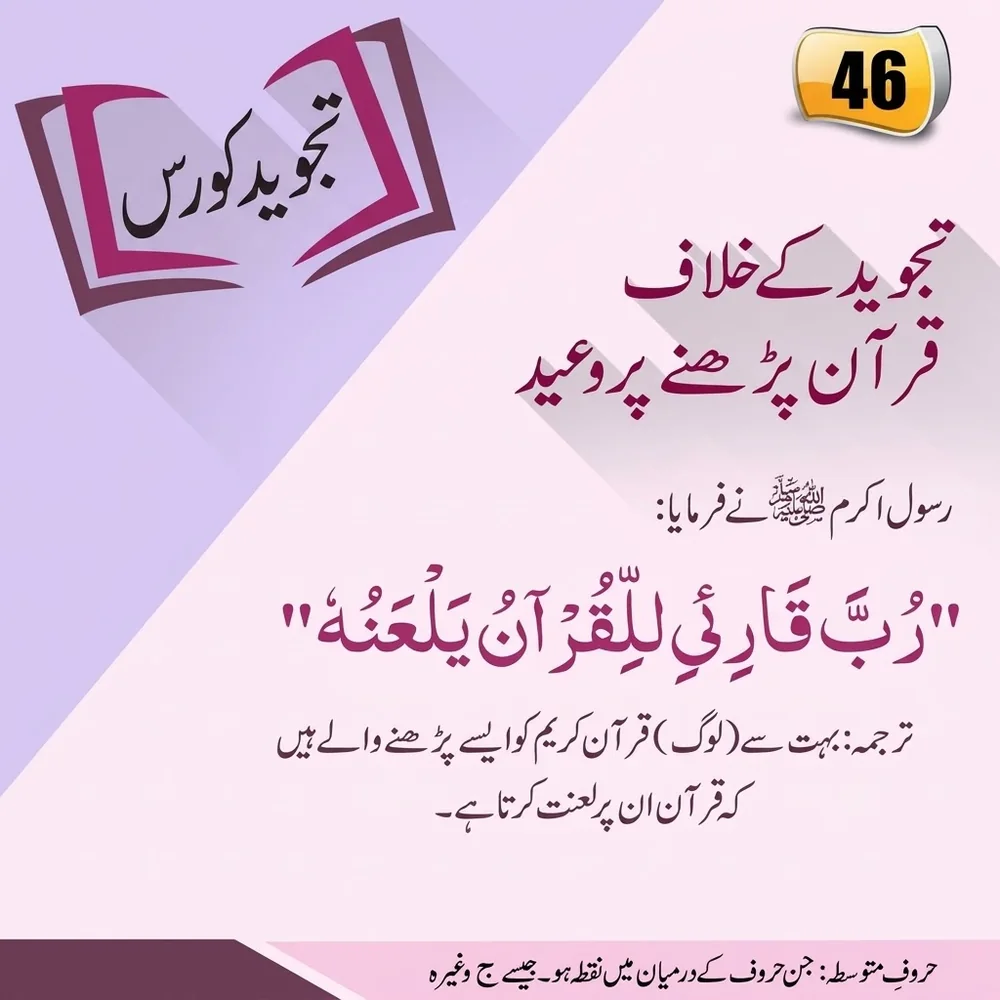 46
تجوید کورس
تجوید کے خلاف
قرآن پڑھنے پر وعید
رسول اکرم ﷺ نے فرمایا:
"رُبَّ قَارِئیِ للِّقُرْآنُ یَلْعَنُہٗ"
ترجمہ: بہت سے (لوگ) قرآن کریم کو ایسے پڑھنے والے ہیں
کہ قرآن ان پر لعنت کرتا ہے۔
حروفِ متوسطہ: جن حروف کے درمیان میں نقطہ ہو۔ جیسے ج وغیرہ